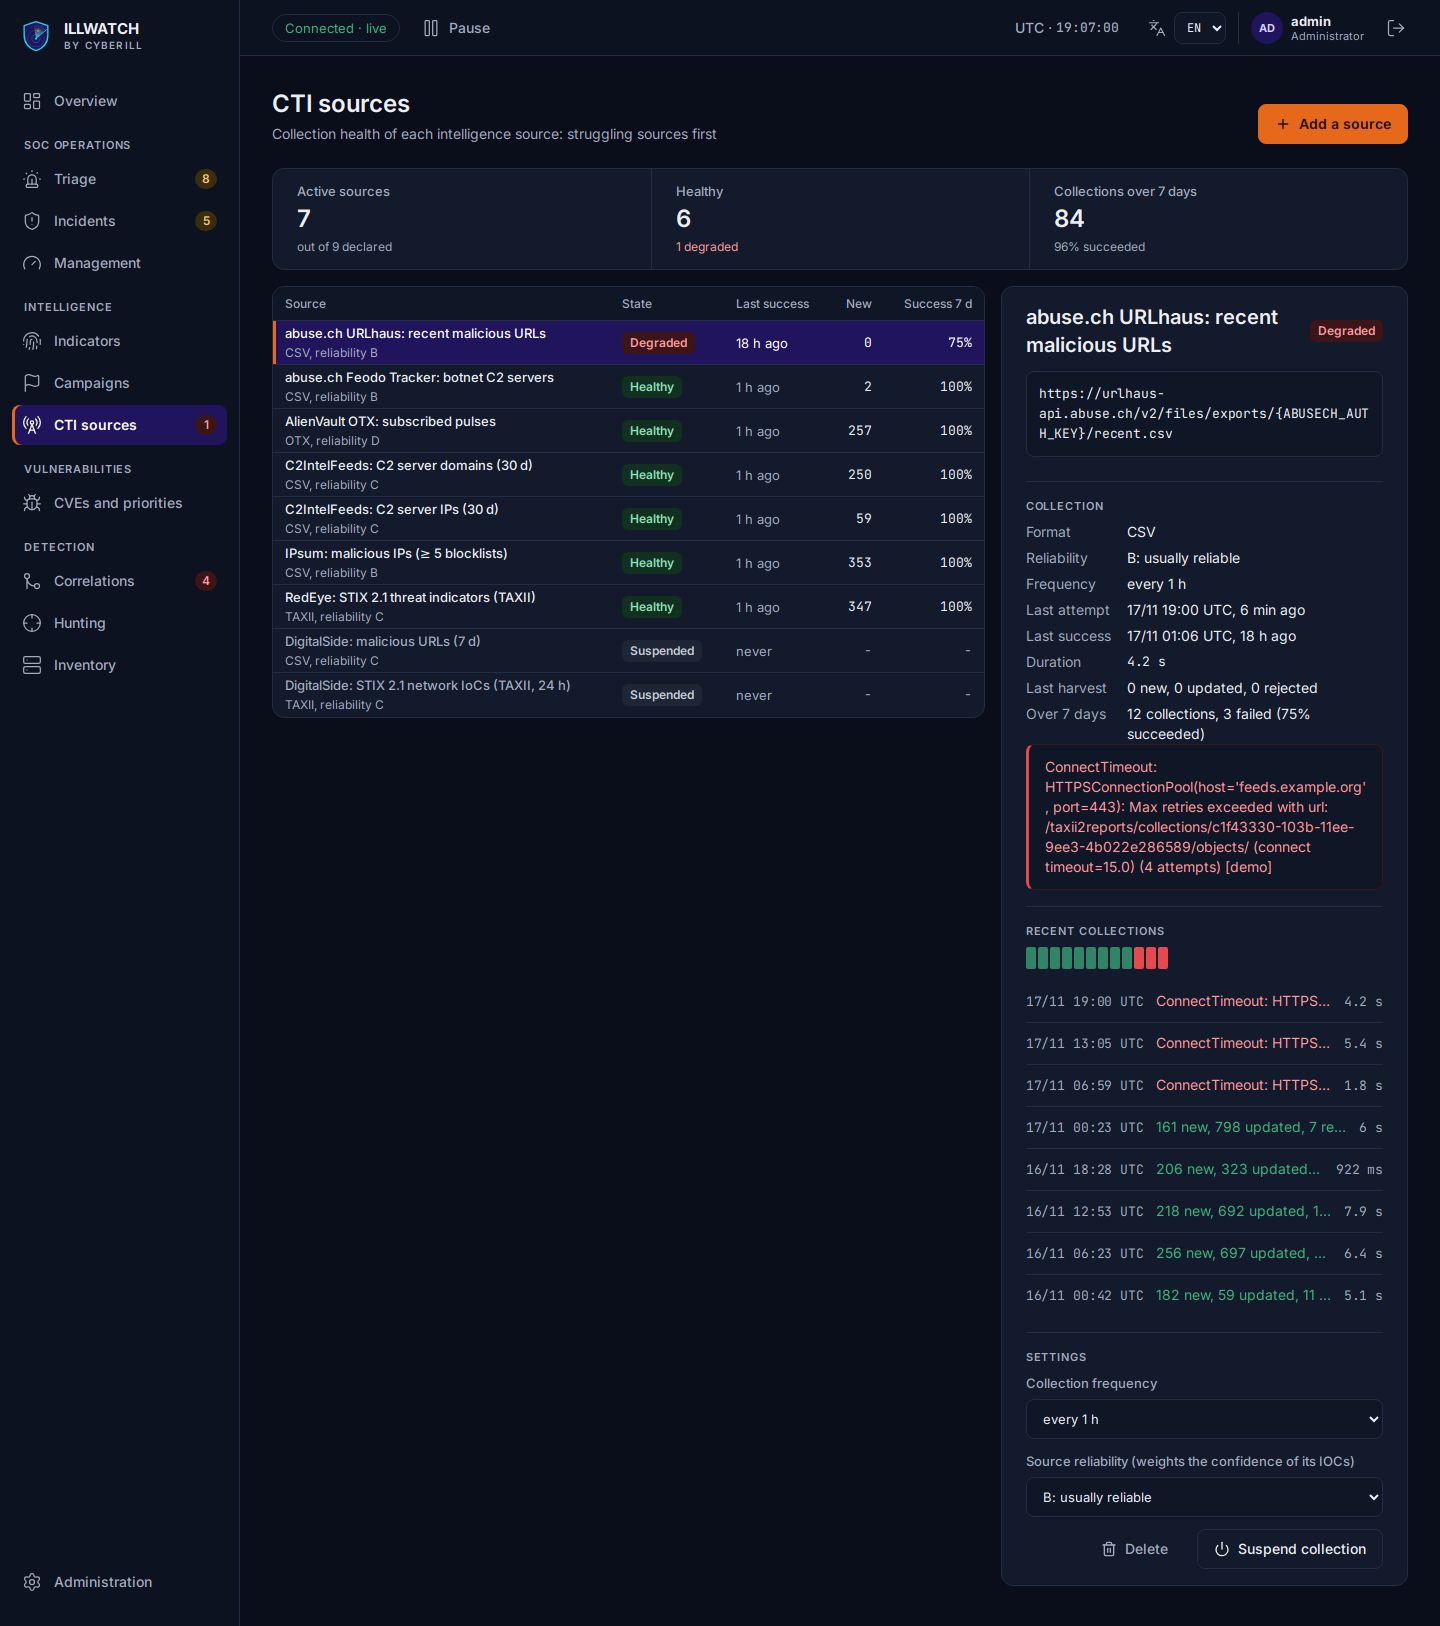 ILLWATCH
BY CYBERILL
Overview
SOC OPERATIONS
Triage 8
Incidents 5
Management
INTELLIGENCE
Indicators
Campaigns
CTI sources 1
VULNERABILITIES
CVEs and priorities
DETECTION
Correlations 4
Hunting
Inventory
Administration
Connected · live
Pause
UTC · 19:07:00
EN
AD
admin
Administrator
CTI sources
Collection health of each intelligence source: struggling sources first
+ Add a source
Active sources
7
out of 9 declared
Healthy
6
1 degraded
Collections over 7 days
84
96% succeeded
Source State Last success New Success 7 d
abuse.ch URLhaus: recent malicious URLs
CSV, reliability B
Degraded 18 h ago 0 75%
abuse.ch Feodo Tracker: botnet C2 servers
CSV, reliability B
Healthy 1 h ago 2 100%
AlienVault OTX: subscribed pulses
OTX, reliability D
Healthy 1 h ago 257 100%
C2IntelFeeds: C2 server domains (30 d)
CSV, reliability C
Healthy 1 h ago 250 100%
C2IntelFeeds: C2 server IPs (30 d)
CSV, reliability C
Healthy 1 h ago 59 100%
IPsum: malicious IPs (≥ 5 blocklists)
CSV, reliability B
Healthy 1 h ago 353 100%
RedEye: STIX 2.1 threat indicators (TAXII)
TAXII, reliability C
Healthy 1 h ago 347 100%
DigitalSide: malicious URLs (7 d)
CSV, reliability C
Suspended never - -
DigitalSide: STIX 2.1 network IoCs (TAXII, 24 h)
TAXII, reliability C
Suspended never - -
abuse.ch URLhaus: recent
malicious URLs
Degraded
https://urlhaus-
api.abuse.ch/v2/files/exports/{ABUSECH_AUT
H_KEY}/recent.csv
COLLECTION
Format CSV
Reliability B: usually reliable
Frequency every 1 h
Last attempt 17/11 19:00 UTC, 6 min ago
Last success 17/11 01:06 UTC, 18 h ago
Duration 4.2 s
Last harvest 0 new, 0 updated, 0 rejected
Over 7 days 12 collections, 3 failed (75%
succeeded)
ConnectTimeout:
HTTPSConnectionPool(host='feeds.example.org'
, port=443): Max retries exceeded with url:
/taxii2reports/collections/c1f43330-103b-11ee-
9ee3-4b022e286589/objects/ (connect
timeout=15.0) (4 attempts) [demo]
RECENT COLLECTIONS
17/11 19:00 UTC ConnectTimeout: HTTPS... 4.2 s
17/11 13:05 UTC ConnectTimeout: HTTPS... 5.4 s
17/11 06:59 UTC ConnectTimeout: HTTPS... 1.8 s
17/11 00:23 UTC 161 new, 798 updated, 7 re... 6 s
16/11 18:28 UTC 206 new, 323 updated... 922 ms
16/11 12:53 UTC 218 new, 692 updated, 1... 7.9 s
16/11 06:23 UTC 256 new, 697 updated, ... 6.4 s
16/11 00:42 UTC 182 new, 59 updated, 11 ... 5.1 s
SETTINGS
Collection frequency
every 1 h
Source reliability (weights the confidence of its IOCs)
B: usually reliable
Delete
Suspend collection